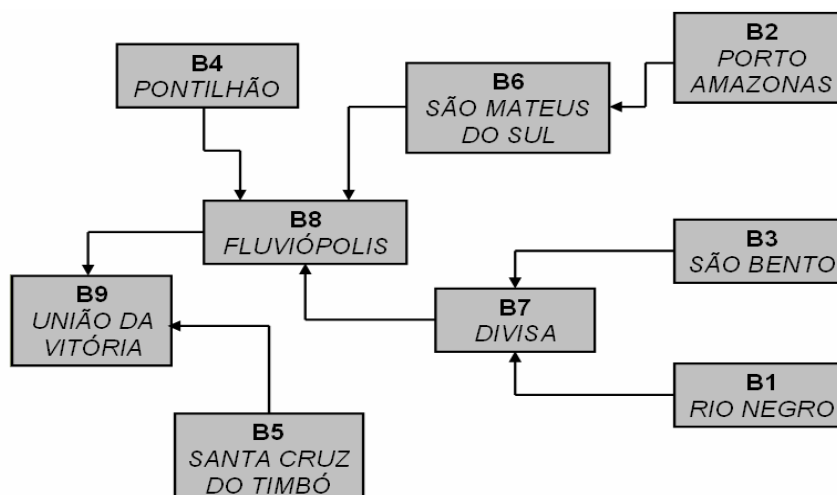 B4
PONTILHÃO
B6
SÃO MATEUS
DO SUL
B2
PORTO
AMAZONAS
B8
FLUVIÓPOLIS
B3
SÃO BENTO
B9
UNIÃO DA
VITÓRIA
B7
DIVISA
B1
RIO NEGRO
B5
SANTA CRUZ
DO TIMBÓ